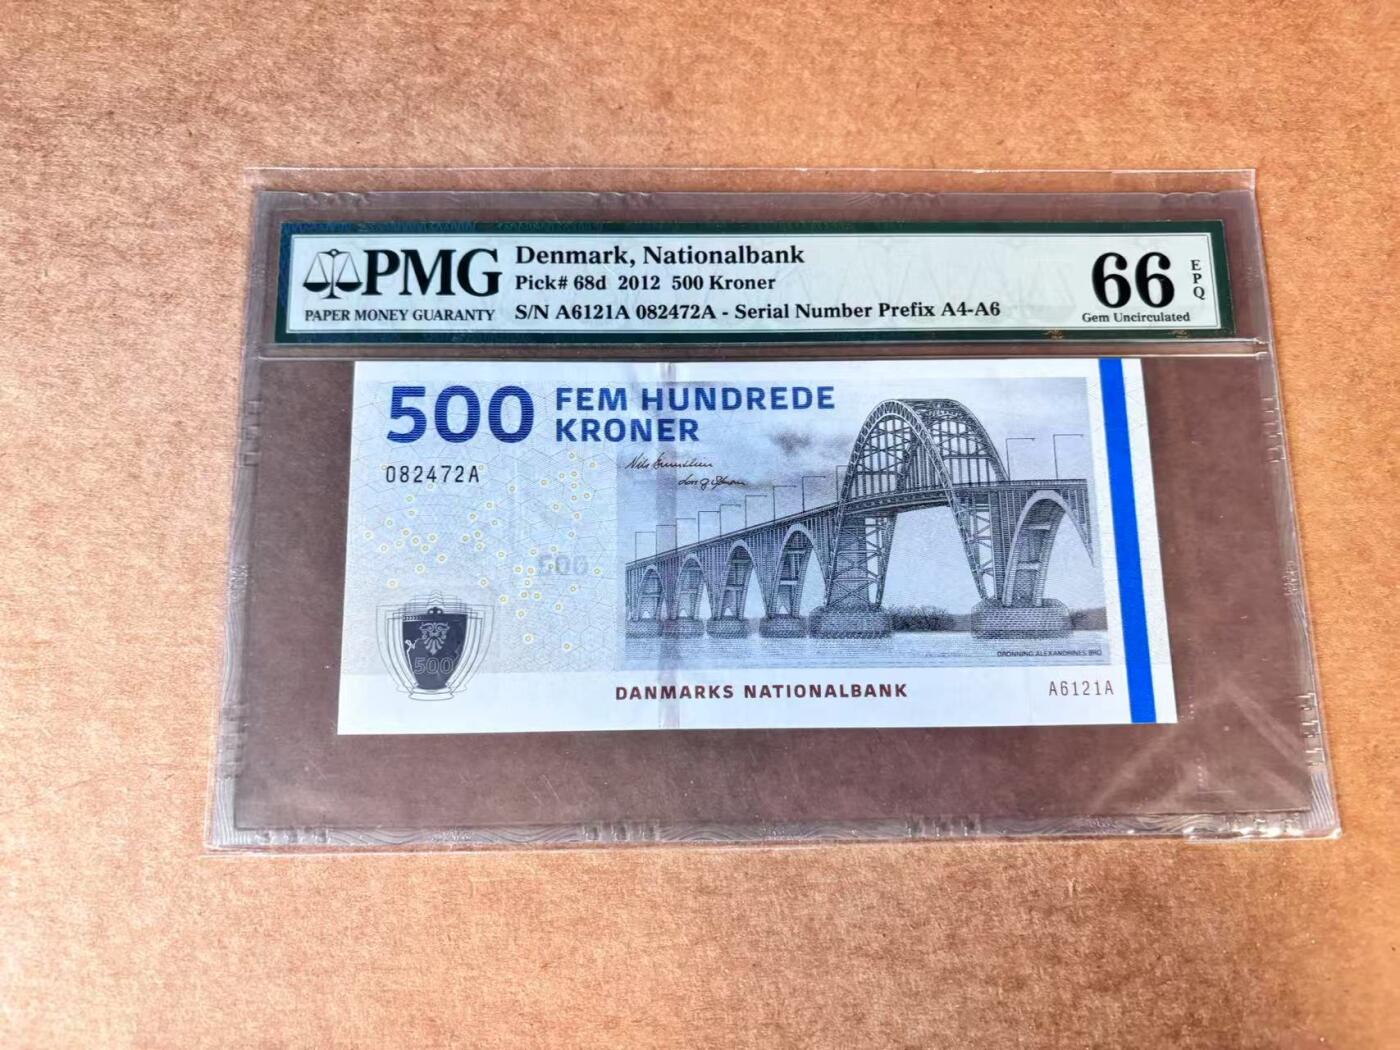 PMG
PAPER MONEY GUARANTY
Denmark, Nationalbank
Pick# 68d 2012 500 Kroner
S/N A6121A 082472A - Serial Number Prefix A4-A6
66
EPQ
Gem Uncirculated
500 FEM HUNDREDE
KRONER
082472A
500
500
DRONNING ALEXANDRINES BRO
DANMARKS NATIONALBANK
A6121A